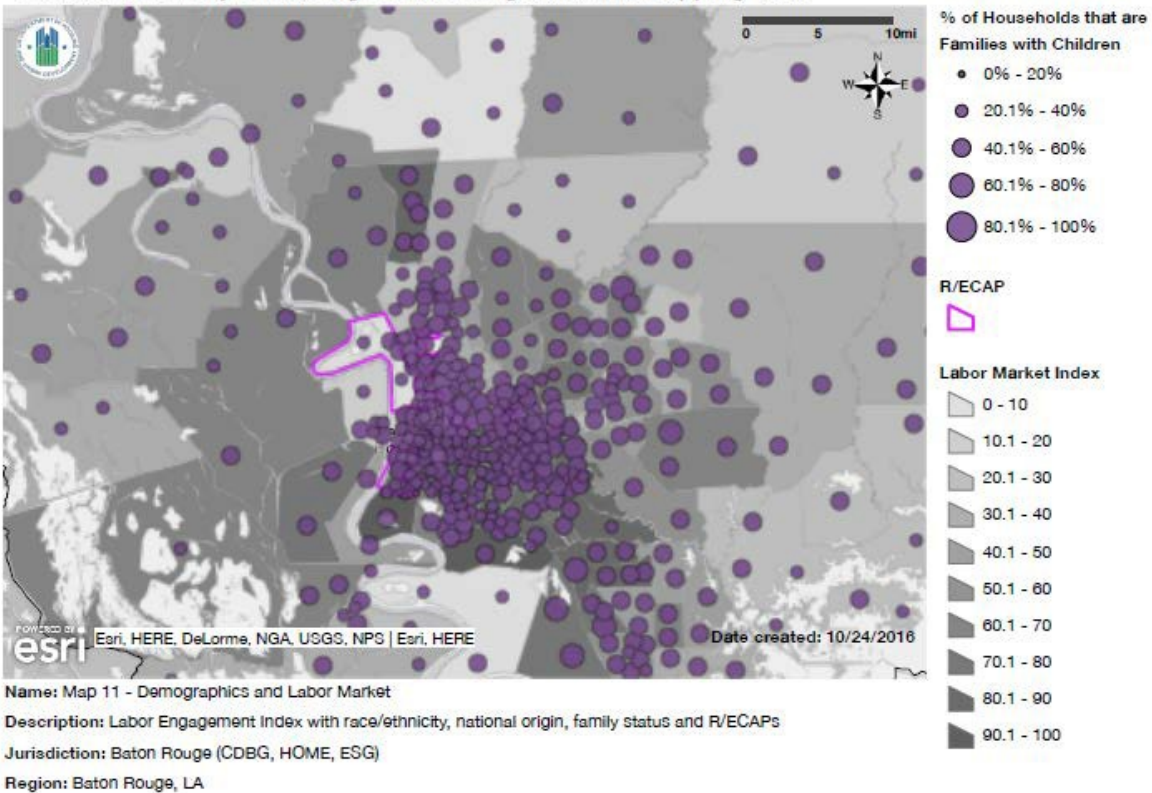 0 5 10mi
N
W E
S
% of Households that are
Families with Children
0% - 20%
20.1% - 40%
40.1% - 60%
60.1% - 80%
80.1% - 100%
R/ECAP
Labor Market Index
0 - 10
10.1 - 20
20.1 - 30
30.1 - 40
40.1 - 50
50.1 - 60
60.1 - 70
70.1 - 80
80.1 - 90
90.1 - 100
POWERED BY
esri
Esri, HERE, DeLorme, NGA, USGS, NPS | Esri, HERE
Date created: 10/24/2016
Name: Map 11 - Demographics and Labor Market
Description: Labor Engagement Index with race/ethnicity, national origin, family status and R/ECAPs
Jurisdiction: Baton Rouge (CDBG, HOME, ESG)
Region: Baton Rouge, LA